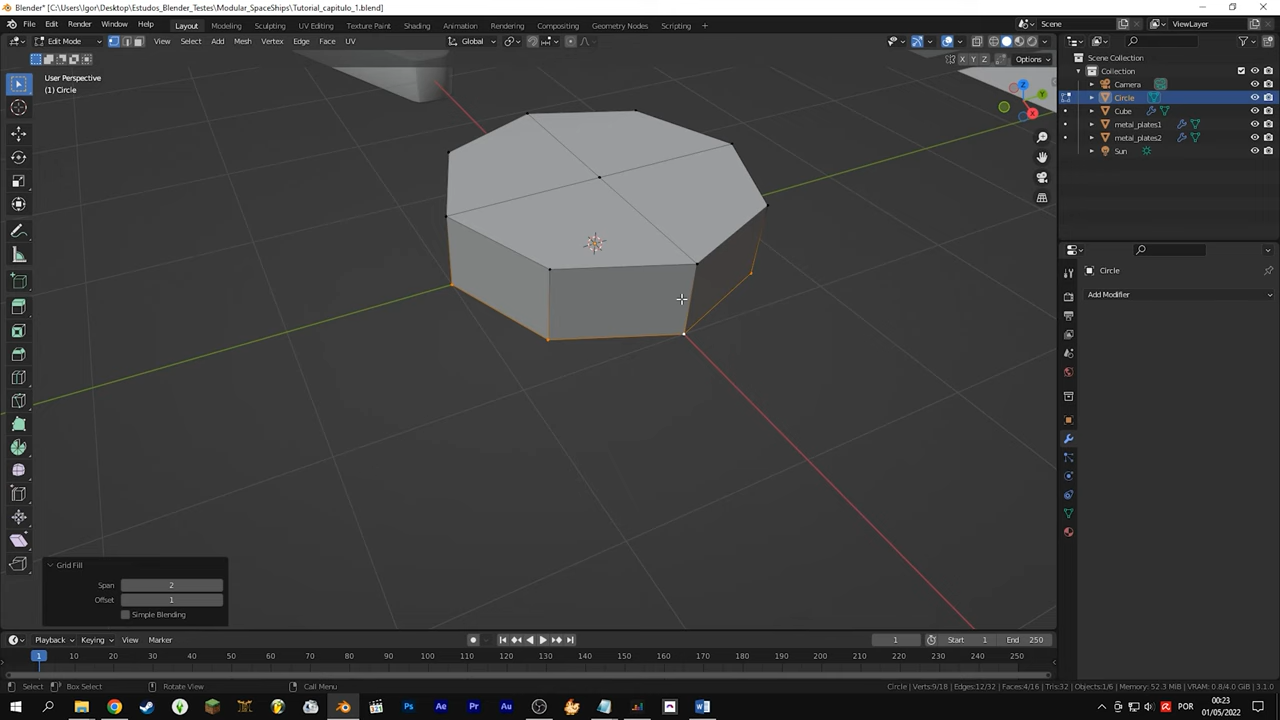 Blender* [C:\Users\Igor\Desktop\Estudos_Blender_Testes\Modular_SpaceShips\Tutorial_capitulo_1.blend]
File Edit Render Window Help Layout Modeling Sculpting UV Editing Texture Paint Shading Animation Rendering Compositing Geometry Nodes Scripting Scene ViewLayer
Edit Mode View Select Add Mesh Vertex Edge Face UV Global
X Y Z Options
User Perspective
(1) Circle
Scene Collection
Collection
Camera
Circle
Cube
metal_plates1
metal_plates2
Sun
Z
Y
X
Circle
Add Modifier
Grid Fill
Span 2
Offset 1
Simple Blending
Playback Keying View Marker 1 Start 1 End 250
1 10 20 30 40 50 60 70 80 90 100 110 120 130 140 150 160 170 180 190 200 210 220 230 240 250
Select Box Select Rotate View Call Menu Circle | Verts:9/18 | Edges:12/32 | Faces:4/16 | Tris:32 | Objects:1/6 | Memory: 52.3 MiB | VRAM: 0.8/4.0 GiB | 3.1.0
Ps Ae Pr Au W POR 00:23
01/05/2022